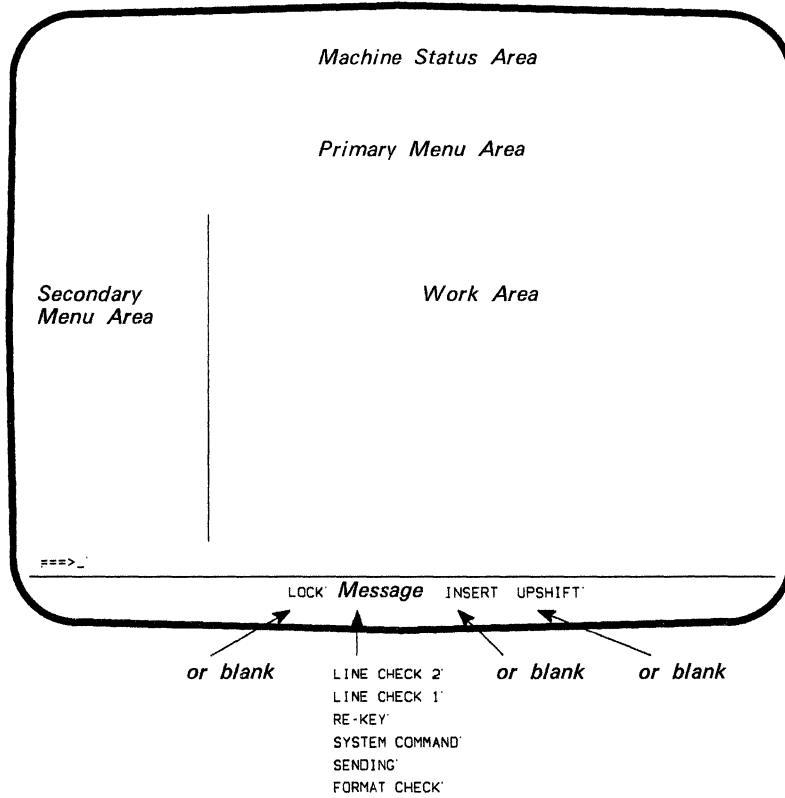 Machine Status Area
Primary Menu Area
Secondary
Menu Area
Work Area
===>_
LOCK Message INSERT UPSHIFT
or blank
LINE CHECK 2
LINE CHECK 1
RE-KEY
SYSTEM COMMAND
SENDING
FORMAT CHECK
or blank
or blank